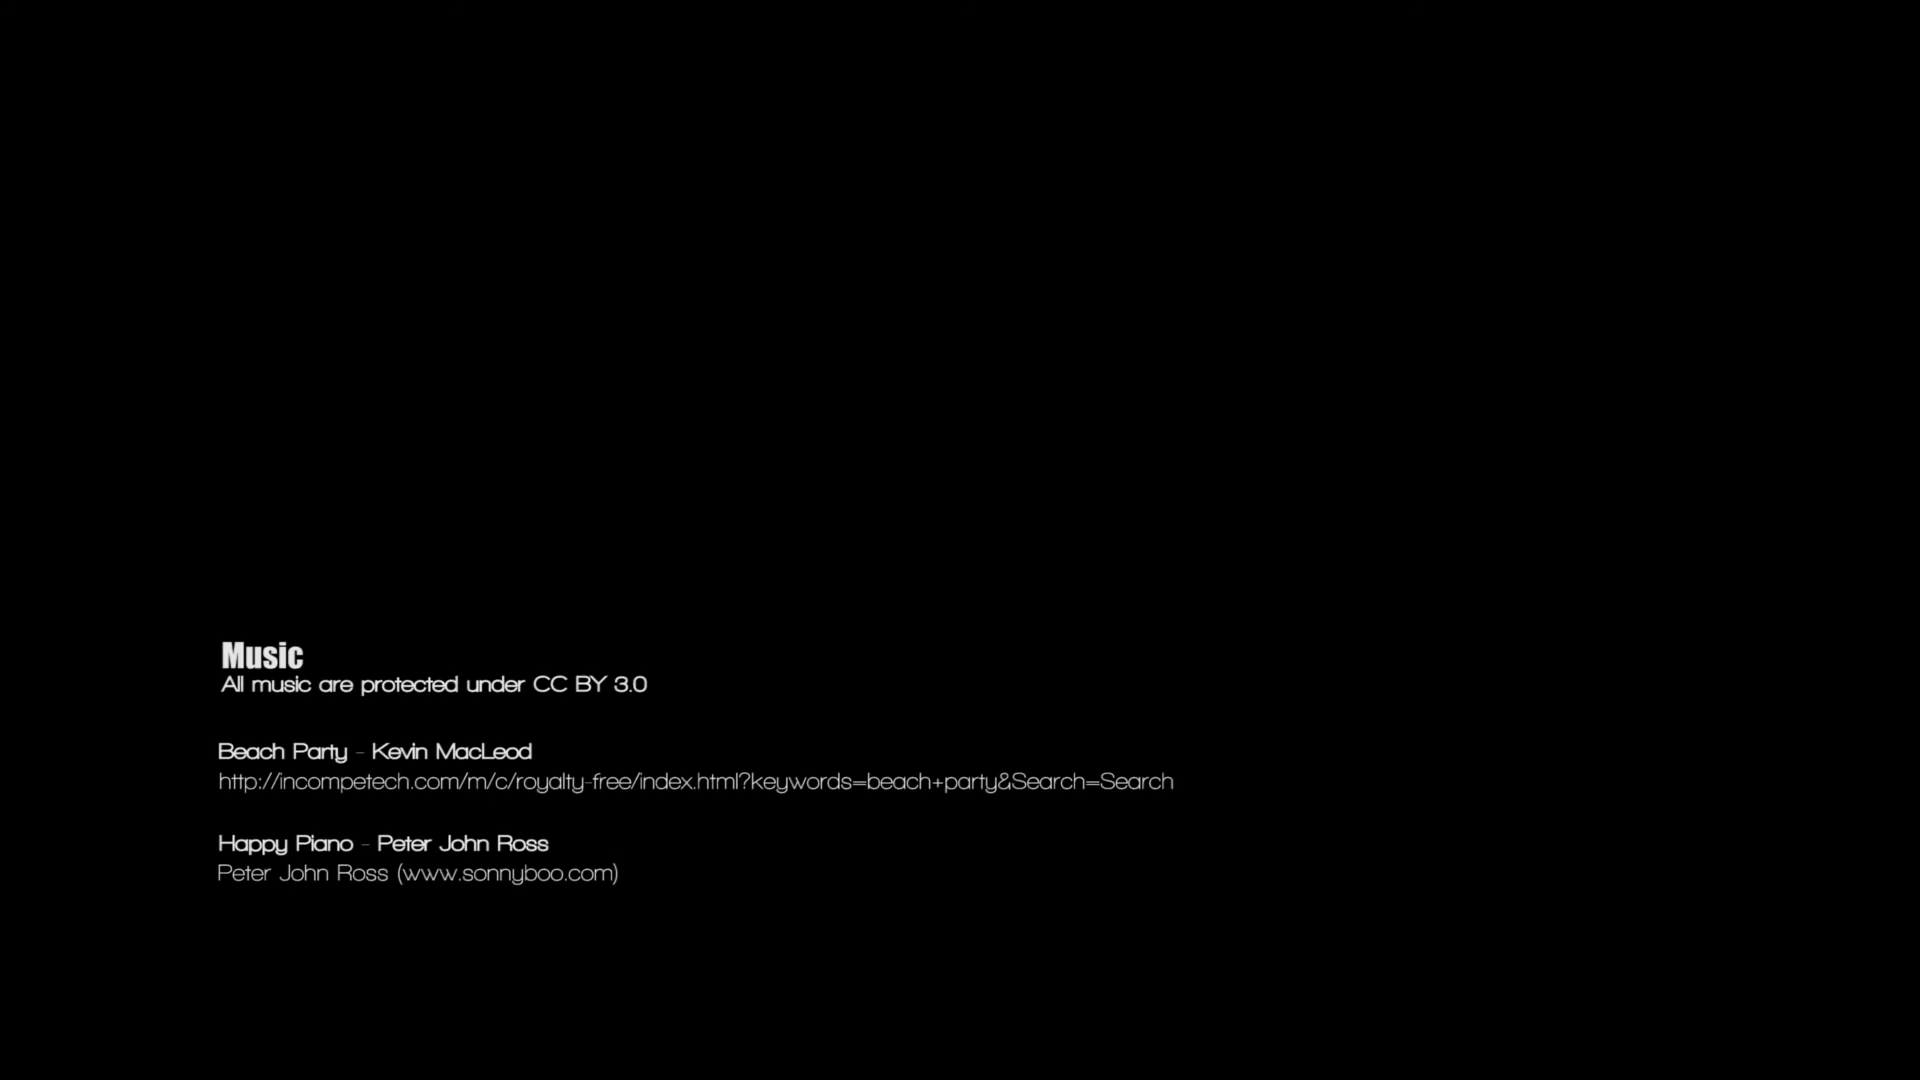 Music
All music are protected under CC BY 3.0
Beach Party - Kevin MacLeod
http://incompetech.com/m/c/royalty-free/index.html?keywords=beach+party&Search=Search
Happy Piano - Peter John Ross
Peter John Ross (www.sonnyboo.com)